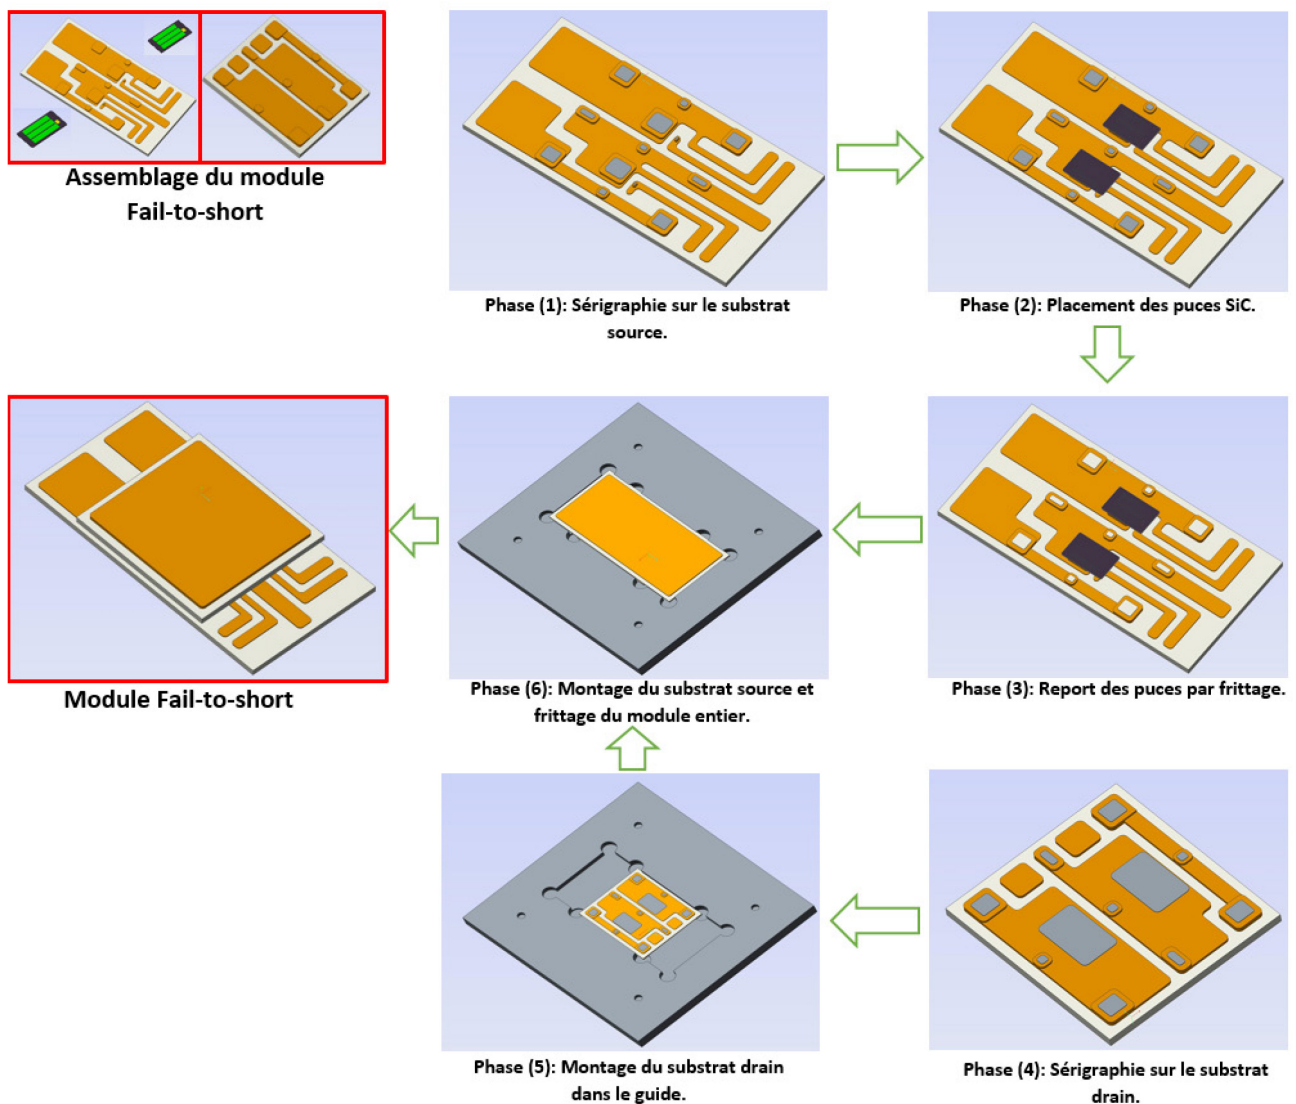 Assemblage du module
Fail-to-short
Phase (1): Sérigraphie sur le substrat
source.
Phase (2): Placement des puces SiC.
Module Fail-to-short
Phase (6): Montage du substrat source et
frittage du module entier.
Phase (3): Report des puces par frittage.
Phase (5): Montage du substrat drain
dans le guide.
Phase (4): Sérigraphie sur le substrat
drain.